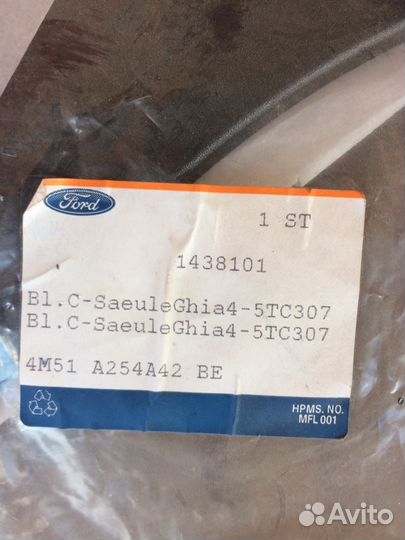 Ford
1 ST
1438101
Bl.C-SaeuleGhia4-5TC307
Bl.C-SaeuleGhia4-5TC307
4M51 A254A42 BE
HPMS. NO.
MFL 001
Avito